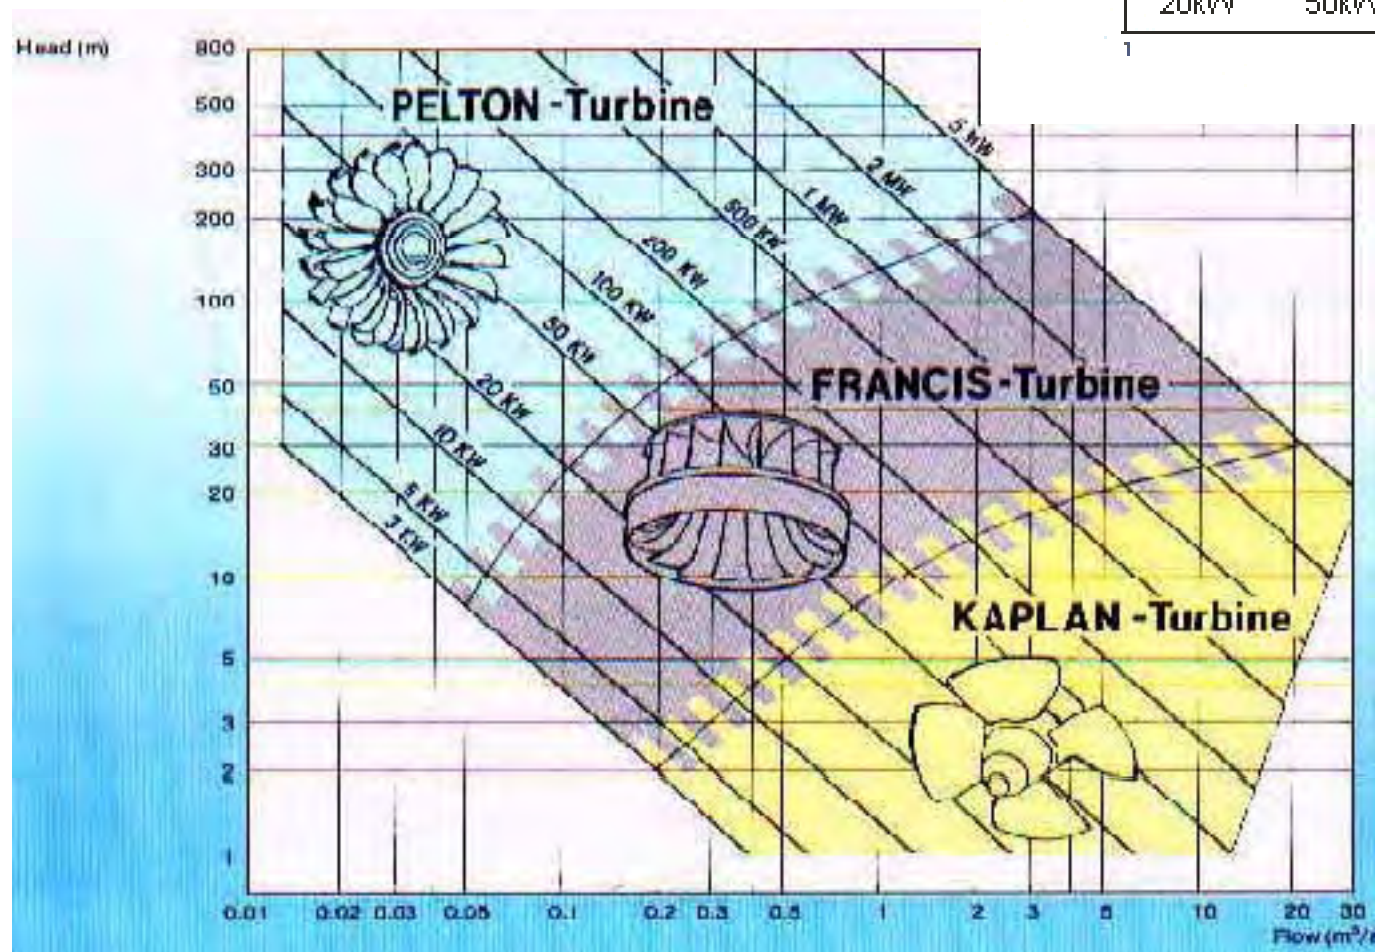 20kW 50kW
1
Head (m)
800
500
300
200
100
50
30
20
10
5
3
2
1
PELTON -Turbine
FRANCIS -Turbine
KAPLAN -Turbine
5 MW
2 MW
1 MW
500 KW
200 KW
100 KW
50 KW
20 KW
10 KW
5 KW
3 KW
0.01 0.02 0.03 0.05 0.1 0.2 0.3 0.5 1 2 3 5 10 20 30
Flow (m³/